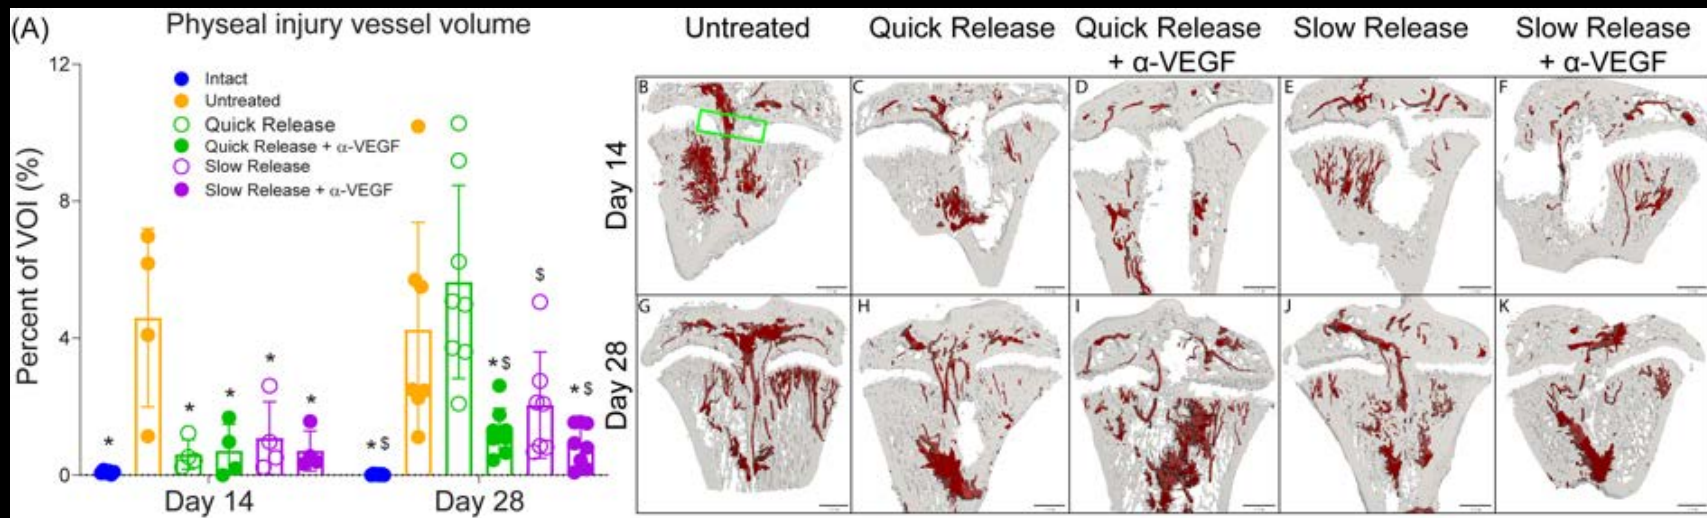 (A)
Physeal injury vessel volume
Percent of VOI (%)
12
8
4
0
Intact
Untreated
Quick Release
Quick Release + α-VEGF
Slow Release
Slow Release + α-VEGF
*
*
*
*
*
* $
* $
$
* $
Day 14
Day 28
Untreated
Quick Release
Quick Release
+ α-VEGF
Slow Release
Slow Release
+ α-VEGF
Day 14
B
C
D
E
F
Day 28
G
H
I
J
K